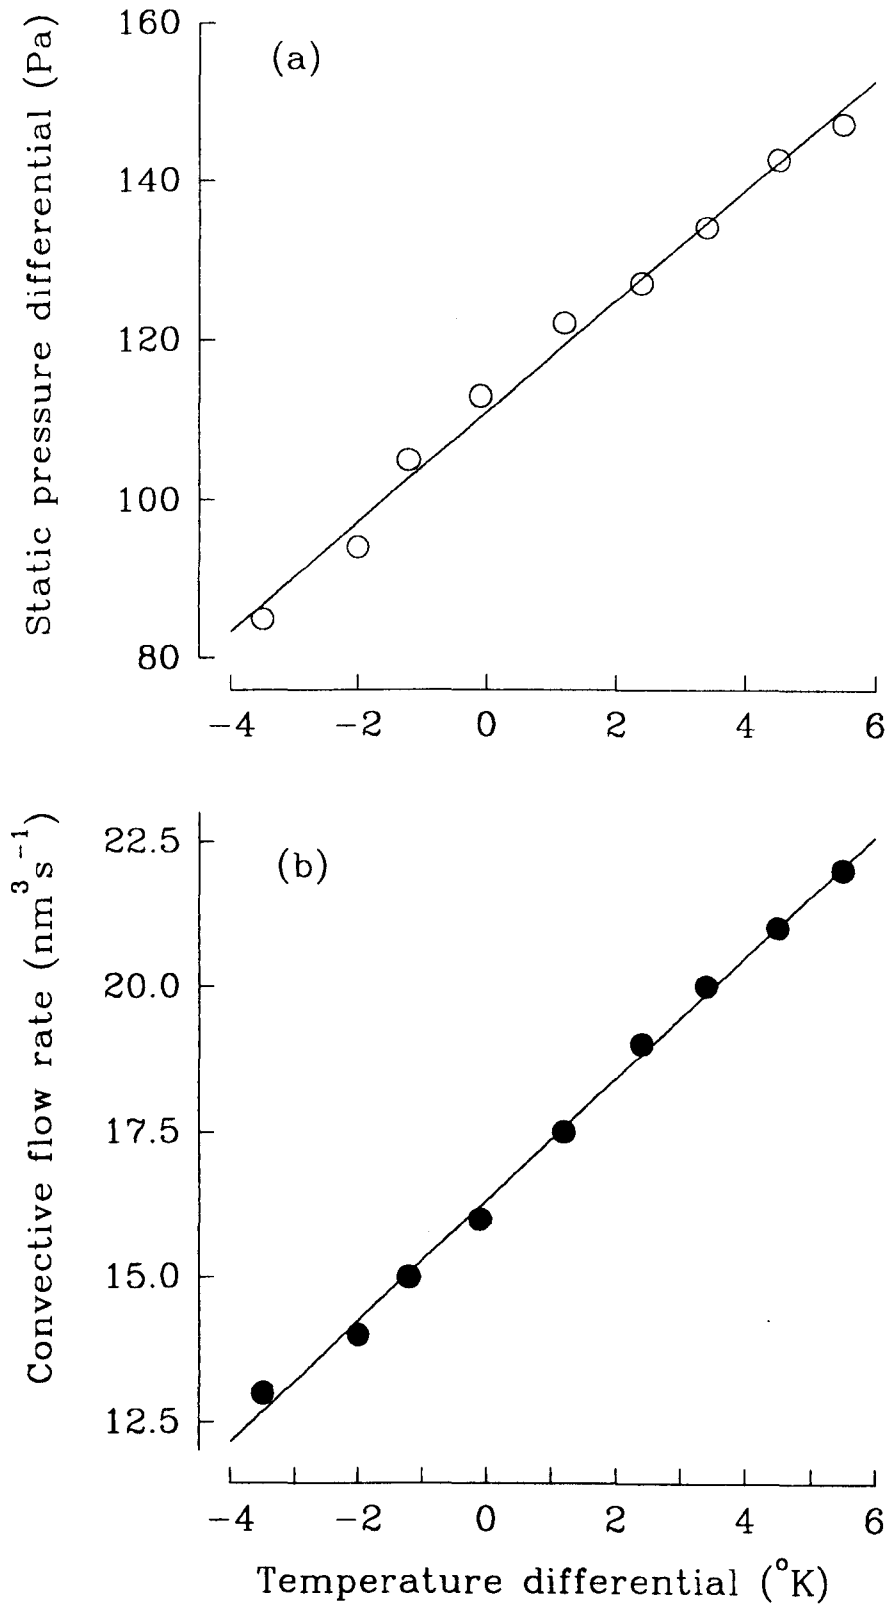 Static pressure differential (Pa)
(a)
160
140
120
100
80
−4 −2 0 2 4 6
Convective flow rate (nm³s⁻¹)
(b)
22.5
20.0
17.5
15.0
12.5
−4 −2 0 2 4 6
Temperature differential (°K)